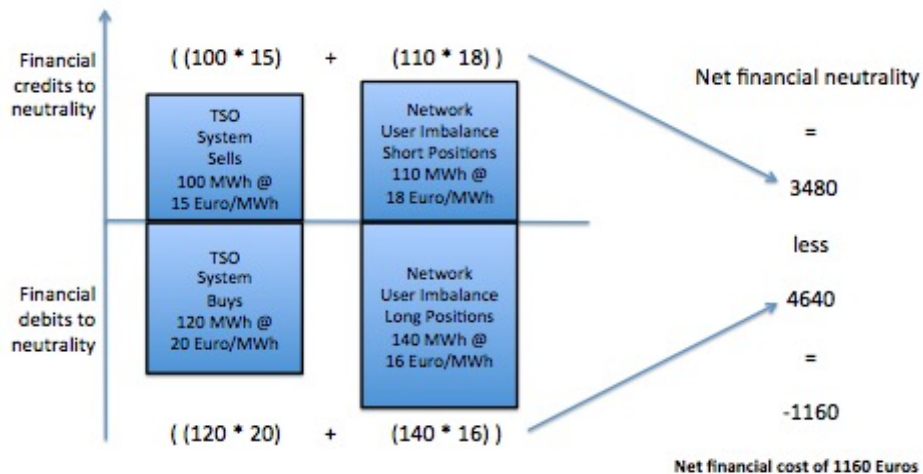 Financial
credits to
neutrality
( (100 * 15) + (110 * 18) )
TSO
System
Sells
100 MWh @
15 Euro/MWh
Network
User Imbalance
Short Positions
110 MWh @
18 Euro/MWh
Financial
debits to
neutrality
TSO
System
Buys
120 MWh @
20 Euro/MWh
Network
User Imbalance
Long Positions
140 MWh @
16 Euro/MWh
( (120 * 20) + (140 * 16) )
Net financial neutrality
=
3480
less
4640
=
-1160
Net financial cost of 1160 Euros